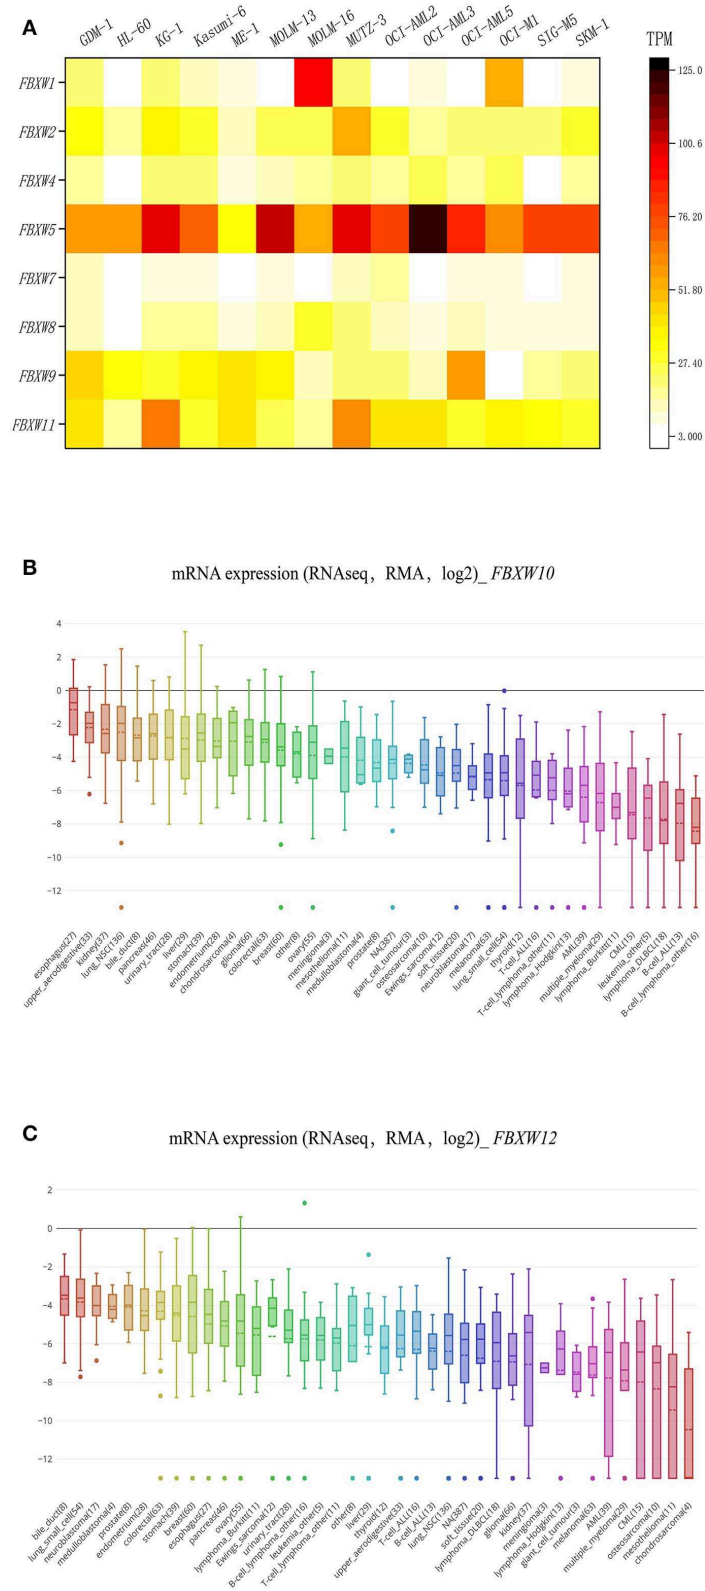 A
GDM-1 HL-60 KG-1 Kasumi-6 ME-1 MOLM-13 MOLM-16 MUTZ-3 OCI-AML2 OCI-AML3 OCI-AML5 OCI-M1 SIG-M5 SKM-1
TPM
FBXW1
FBXW2
FBXW4
FBXW5
FBXW7
FBXW8
FBXW9
FBXW11
125.0
100.6
76.20
51.80
27.40
3.000
B
mRNA expression (RNAseq, RMA, log2)_ FBXW10
4
2
0
−2
−4
−6
−8
−10
−12
esophagus(27)
upper_aerodigestive(33)
kidney(37)
lung_NSC(136)
bile_duct(8)
pancreas(46)
urinary_tract(28)
liver(29)
stomach(39)
endometrium(28)
chondrosarcoma(4)
glioma(66)
colorectal(63)
breast(60)
other(8)
ovary(55)
meningioma(3)
mesothelioma(11)
medulloblastoma(4)
prostate(8)
NA(387)
giant_cell_tumour(3)
osteosarcoma(10)
Ewings_sarcoma(12)
soft_tissue(20)
neuroblastoma(17)
melanoma(63)
lung_small_cell(54)
thyroid(12)
T-cell_ALL(16)
T-cell_lymphoma_other(11)
lymphoma_Hodgkin(13)
AML(39)
multiple_myeloma(29)
lymphoma_Burkitt(11)
CML(15)
leukemia_other(5)
lymphoma_DLBCL(18)
B-cell_ALL(13)
B-cell_lymphoma_other(16)
C
mRNA expression (RNAseq, RMA, log2)_ FBXW12
2
0
−2
−4
−6
−8
−10
−12
bile_duct(8)
lung_small_cell(54)
neuroblastoma(17)
medulloblastoma(4)
prostate(8)
endometrium(28)
colorectal(63)
stomach(39)
breast(60)
esophagus(27)
pancreas(46)
ovary(55)
lymphoma_Burkitt(11)
Ewings_sarcoma(12)
urinary_tract(28)
B-cell_lymphoma_other(16)
leukemia_other(5)
T-cell_lymphoma_other(11)
other(8)
liver(29)
thyroid(12)
upper_aerodigestive(33)
T-cell_ALL(16)
B-cell_ALL(13)
lung_NSC(136)
NA(387)
soft_tissue(20)
lymphoma_DLBCL(18)
glioma(66)
kidney(37)
meningioma(3)
lymphoma_Hodgkin(13)
giant_cell_tumour(3)
melanoma(63)
AML(39)
multiple_myeloma(29)
CML(15)
osteosarcoma(10)
mesothelioma(11)
chondrosarcoma(4)